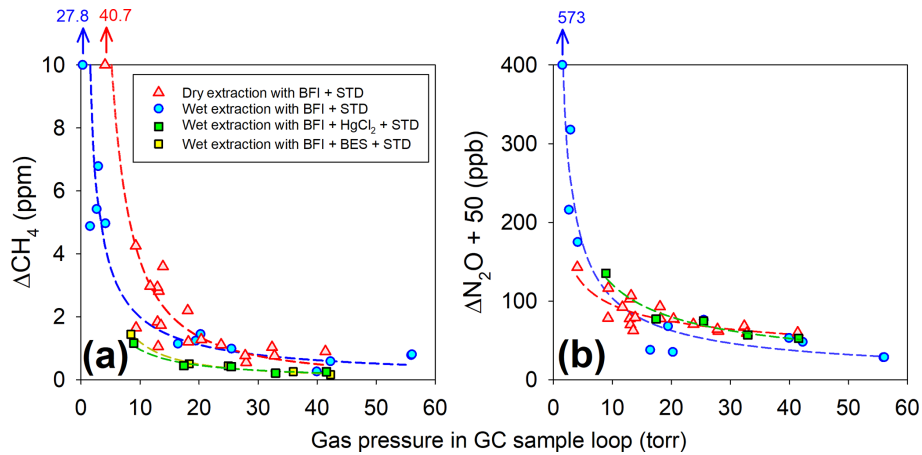 27.8 40.7
573
10
8
6
4
2
0
ΔCH₄ (ppm)
Dry extraction with BFI + STD
Wet extraction with BFI + STD
Wet extraction with BFI + HgCl₂ + STD
Wet extraction with BFI + BES + STD
(a)
0 10 20 30 40 50 60
400
300
200
100
0
ΔN₂O + 50 (ppb)
(b)
0 10 20 30 40 50 60
Gas pressure in GC sample loop (torr)